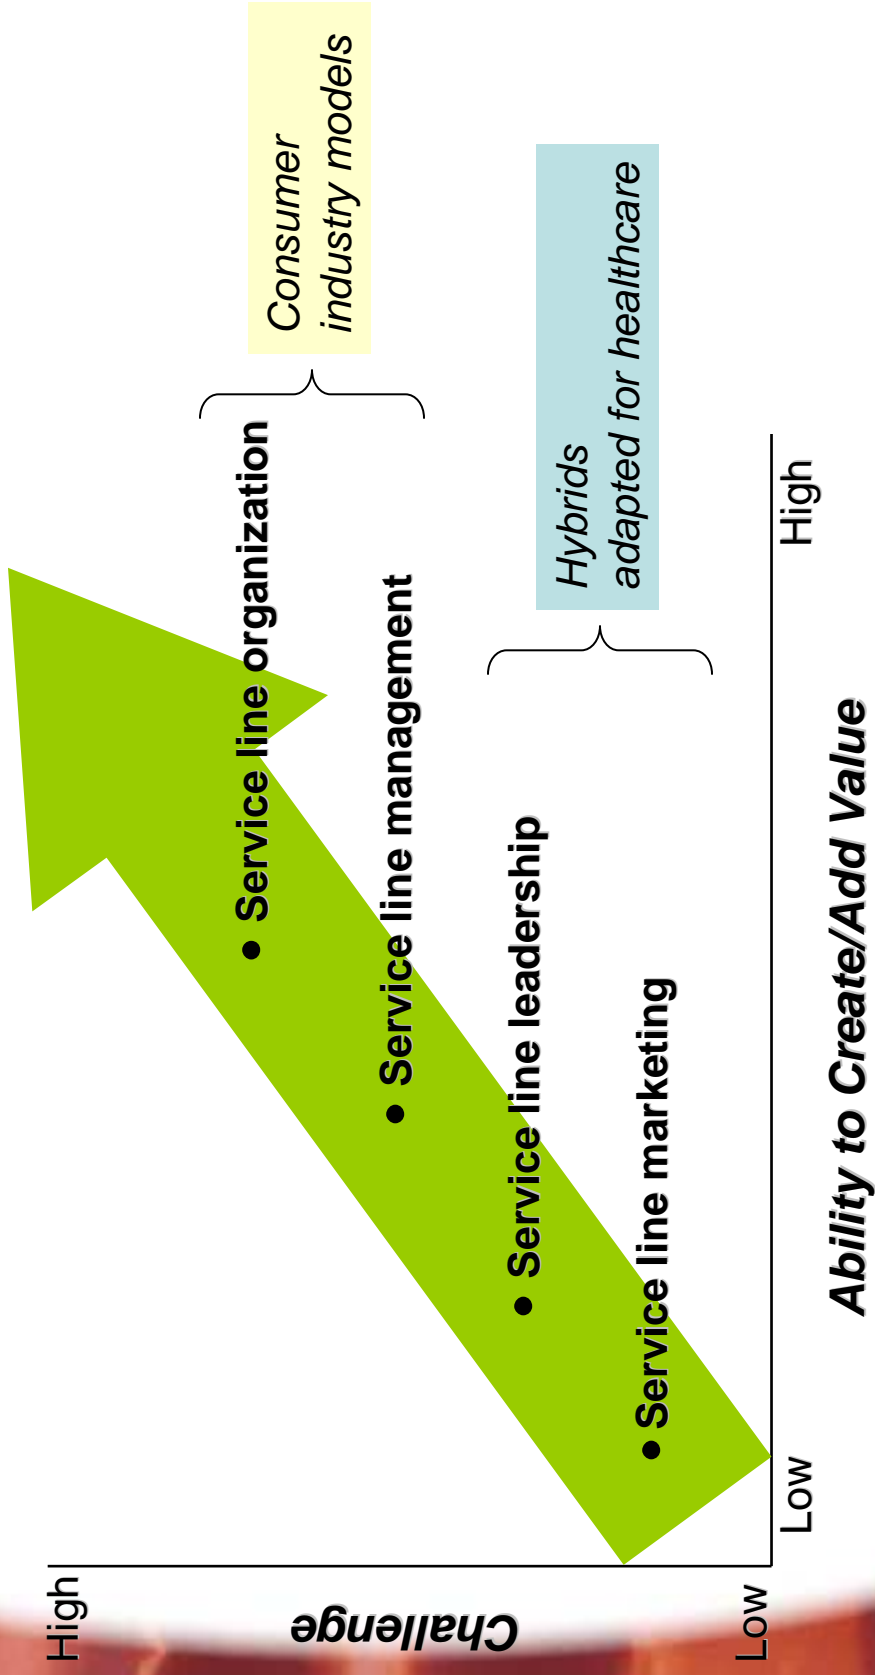 High
Challenge
Low
● Service line organization
● Service line management
● Service line leadership
● Service line marketing
Consumer
industry models
Hybrids
adapted for healthcare
Low
High
Ability to Create/Add Value